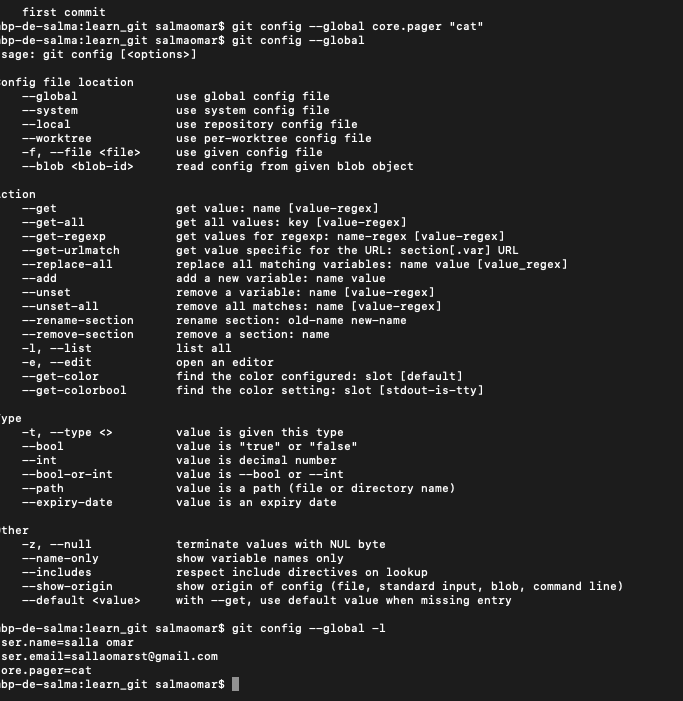 first commit
mbp-de-salma:learn_git salmaomar$ git config --global core.pager "cat"
mbp-de-salma:learn_git salmaomar$ git config --global
sage: git config [<options>]
onfig file location
--global use global config file
--system use system config file
--local use repository config file
--worktree use per-worktree config file
-f, --file <file> use given config file
--blob <blob-id> read config from given blob object
ction
--get get value: name [value-regex]
--get-all get all values: key [value-regex]
--get-regexp get values for regexp: name-regex [value-regex]
--get-urlmatch get value specific for the URL: section[.var] URL
--replace-all replace all matching variables: name value [value_regex]
--add add a new variable: name value
--unset remove a variable: name [value-regex]
--unset-all remove all matches: name [value-regex]
--rename-section rename section: old-name new-name
--remove-section remove a section: name
-l, --list list all
-e, --edit open an editor
--get-color find the color configured: slot [default]
--get-colorbool find the color setting: slot [stdout-is-tty]
ype
-t, --type <> value is given this type
--bool value is "true" or "false"
--int value is decimal number
--bool-or-int value is --bool or --int
--path value is a path (file or directory name)
--expiry-date value is an expiry date
ther
-z, --null terminate values with NUL byte
--name-only show variable names only
--includes respect include directives on lookup
--show-origin show origin of config (file, standard input, blob, command line)
--default <value> with --get, use default value when missing entry
mbp-de-salma:learn_git salmaomar$ git config --global -l
ser.name=salla omar
ser.email=sallaomarst@gmail.com
ore.pager=cat
mbp-de-salma:learn_git salmaomar$